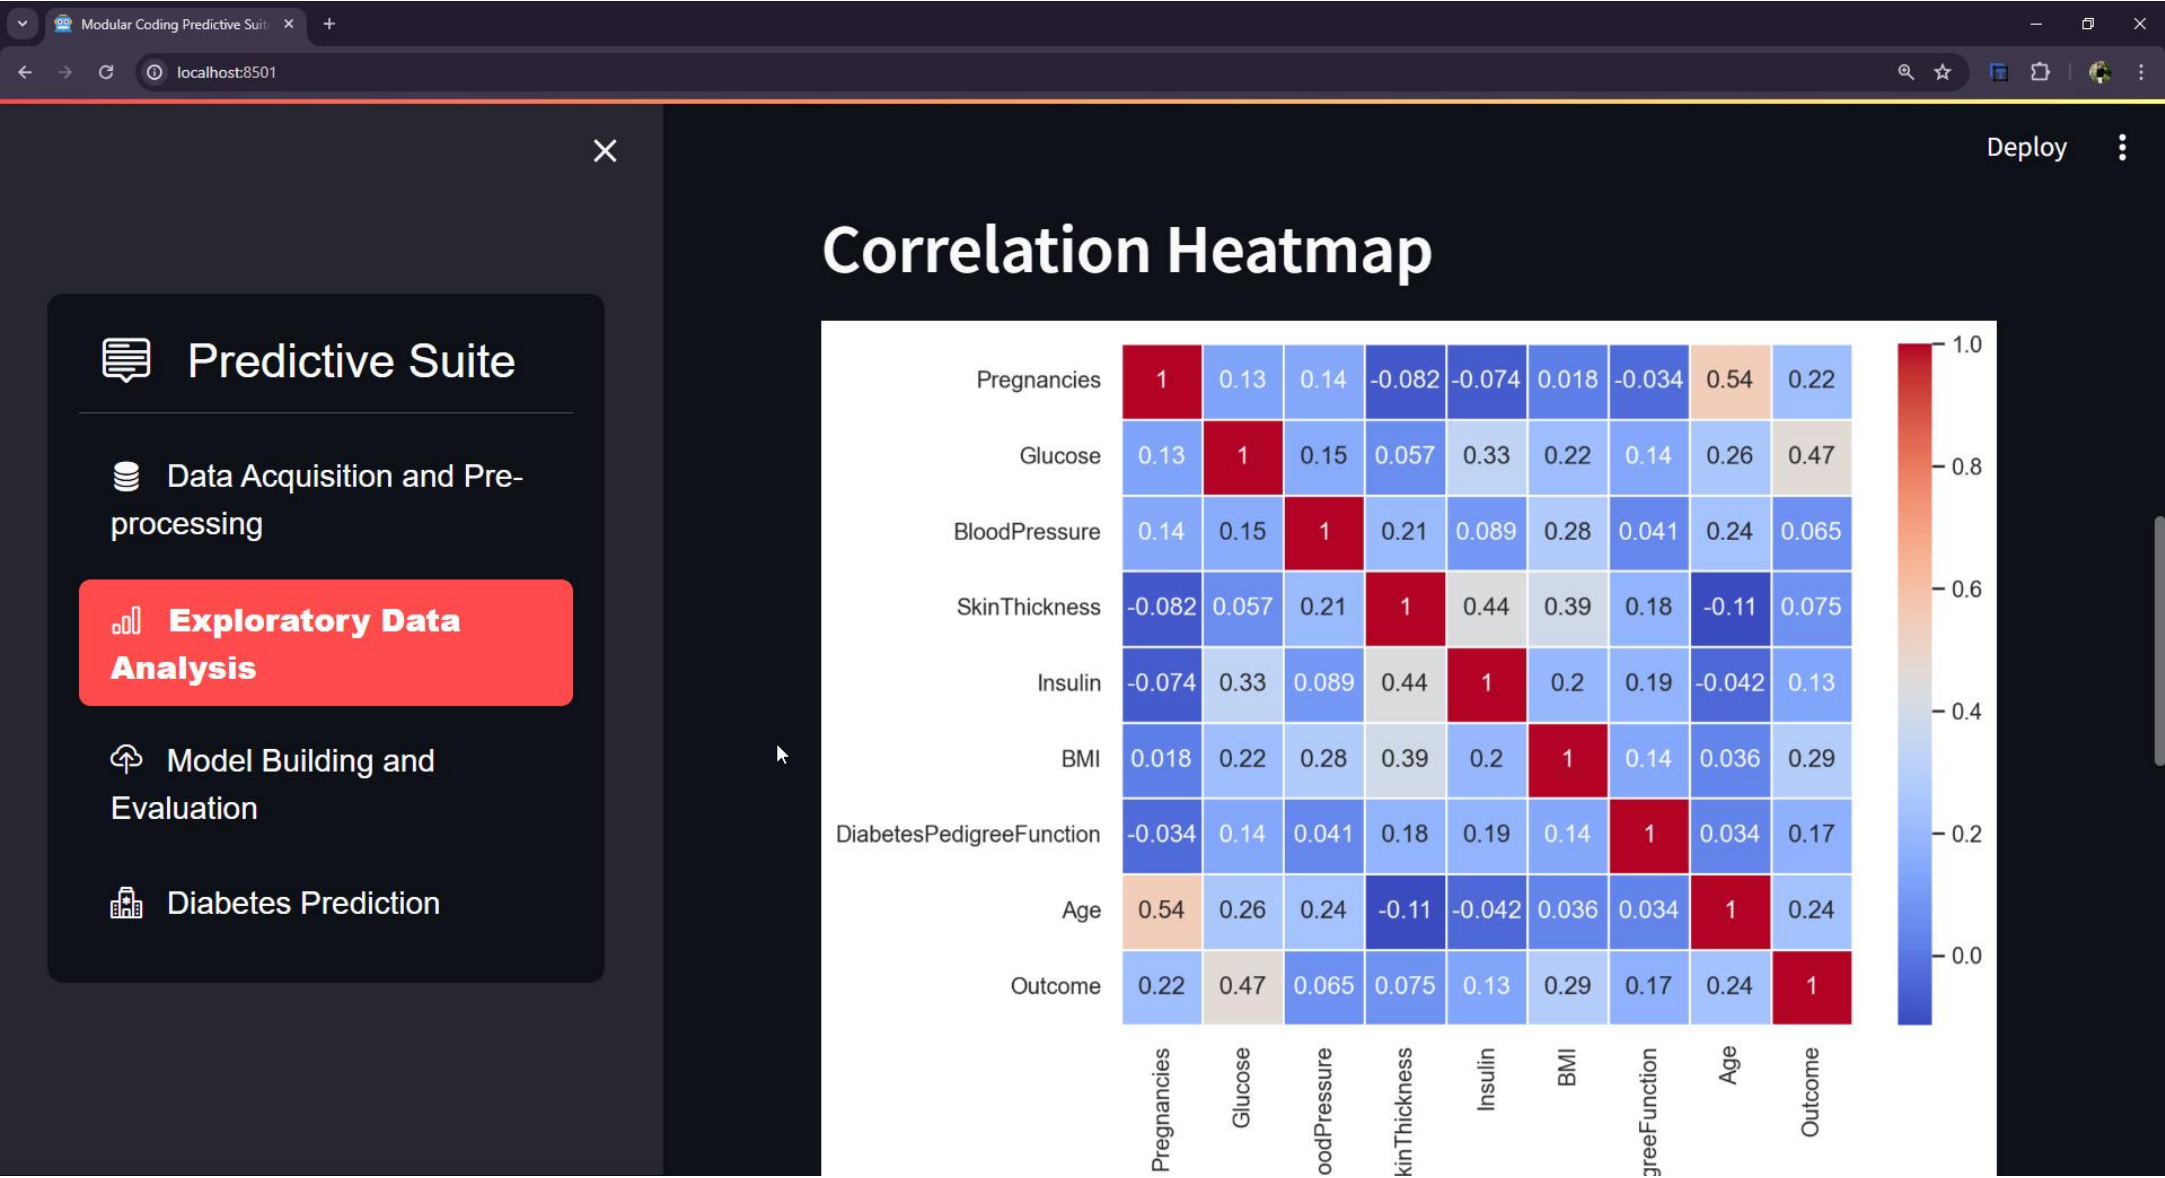 Modular Coding Predictive Suit
localhost:8501
Deploy
Predictive Suite
Data Acquisition and Pre-
processing
Exploratory Data
Analysis
Model Building and
Evaluation
Diabetes Prediction
Correlation Heatmap
Pregnancies 1 0.13 0.14 -0.082 -0.074 0.018 -0.034 0.54 0.22
Glucose 0.13 1 0.15 0.057 0.33 0.22 0.14 0.26 0.47
BloodPressure 0.14 0.15 1 0.21 0.089 0.28 0.041 0.24 0.065
SkinThickness -0.082 0.057 0.21 1 0.44 0.39 0.18 -0.11 0.075
Insulin -0.074 0.33 0.089 0.44 1 0.2 0.19 -0.042 0.13
BMI 0.018 0.22 0.28 0.39 0.2 1 0.14 0.036 0.29
DiabetesPedigreeFunction -0.034 0.14 0.041 0.18 0.19 0.14 1 0.034 0.17
Age 0.54 0.26 0.24 -0.11 -0.042 0.036 0.034 1 0.24
Outcome 0.22 0.47 0.065 0.075 0.13 0.29 0.17 0.24 1
Pregnancies
Glucose
oodPressure
kinThickness
Insulin
BMI
greeFunction
Age
Outcome
1.0
0.8
0.6
0.4
0.2
0.0